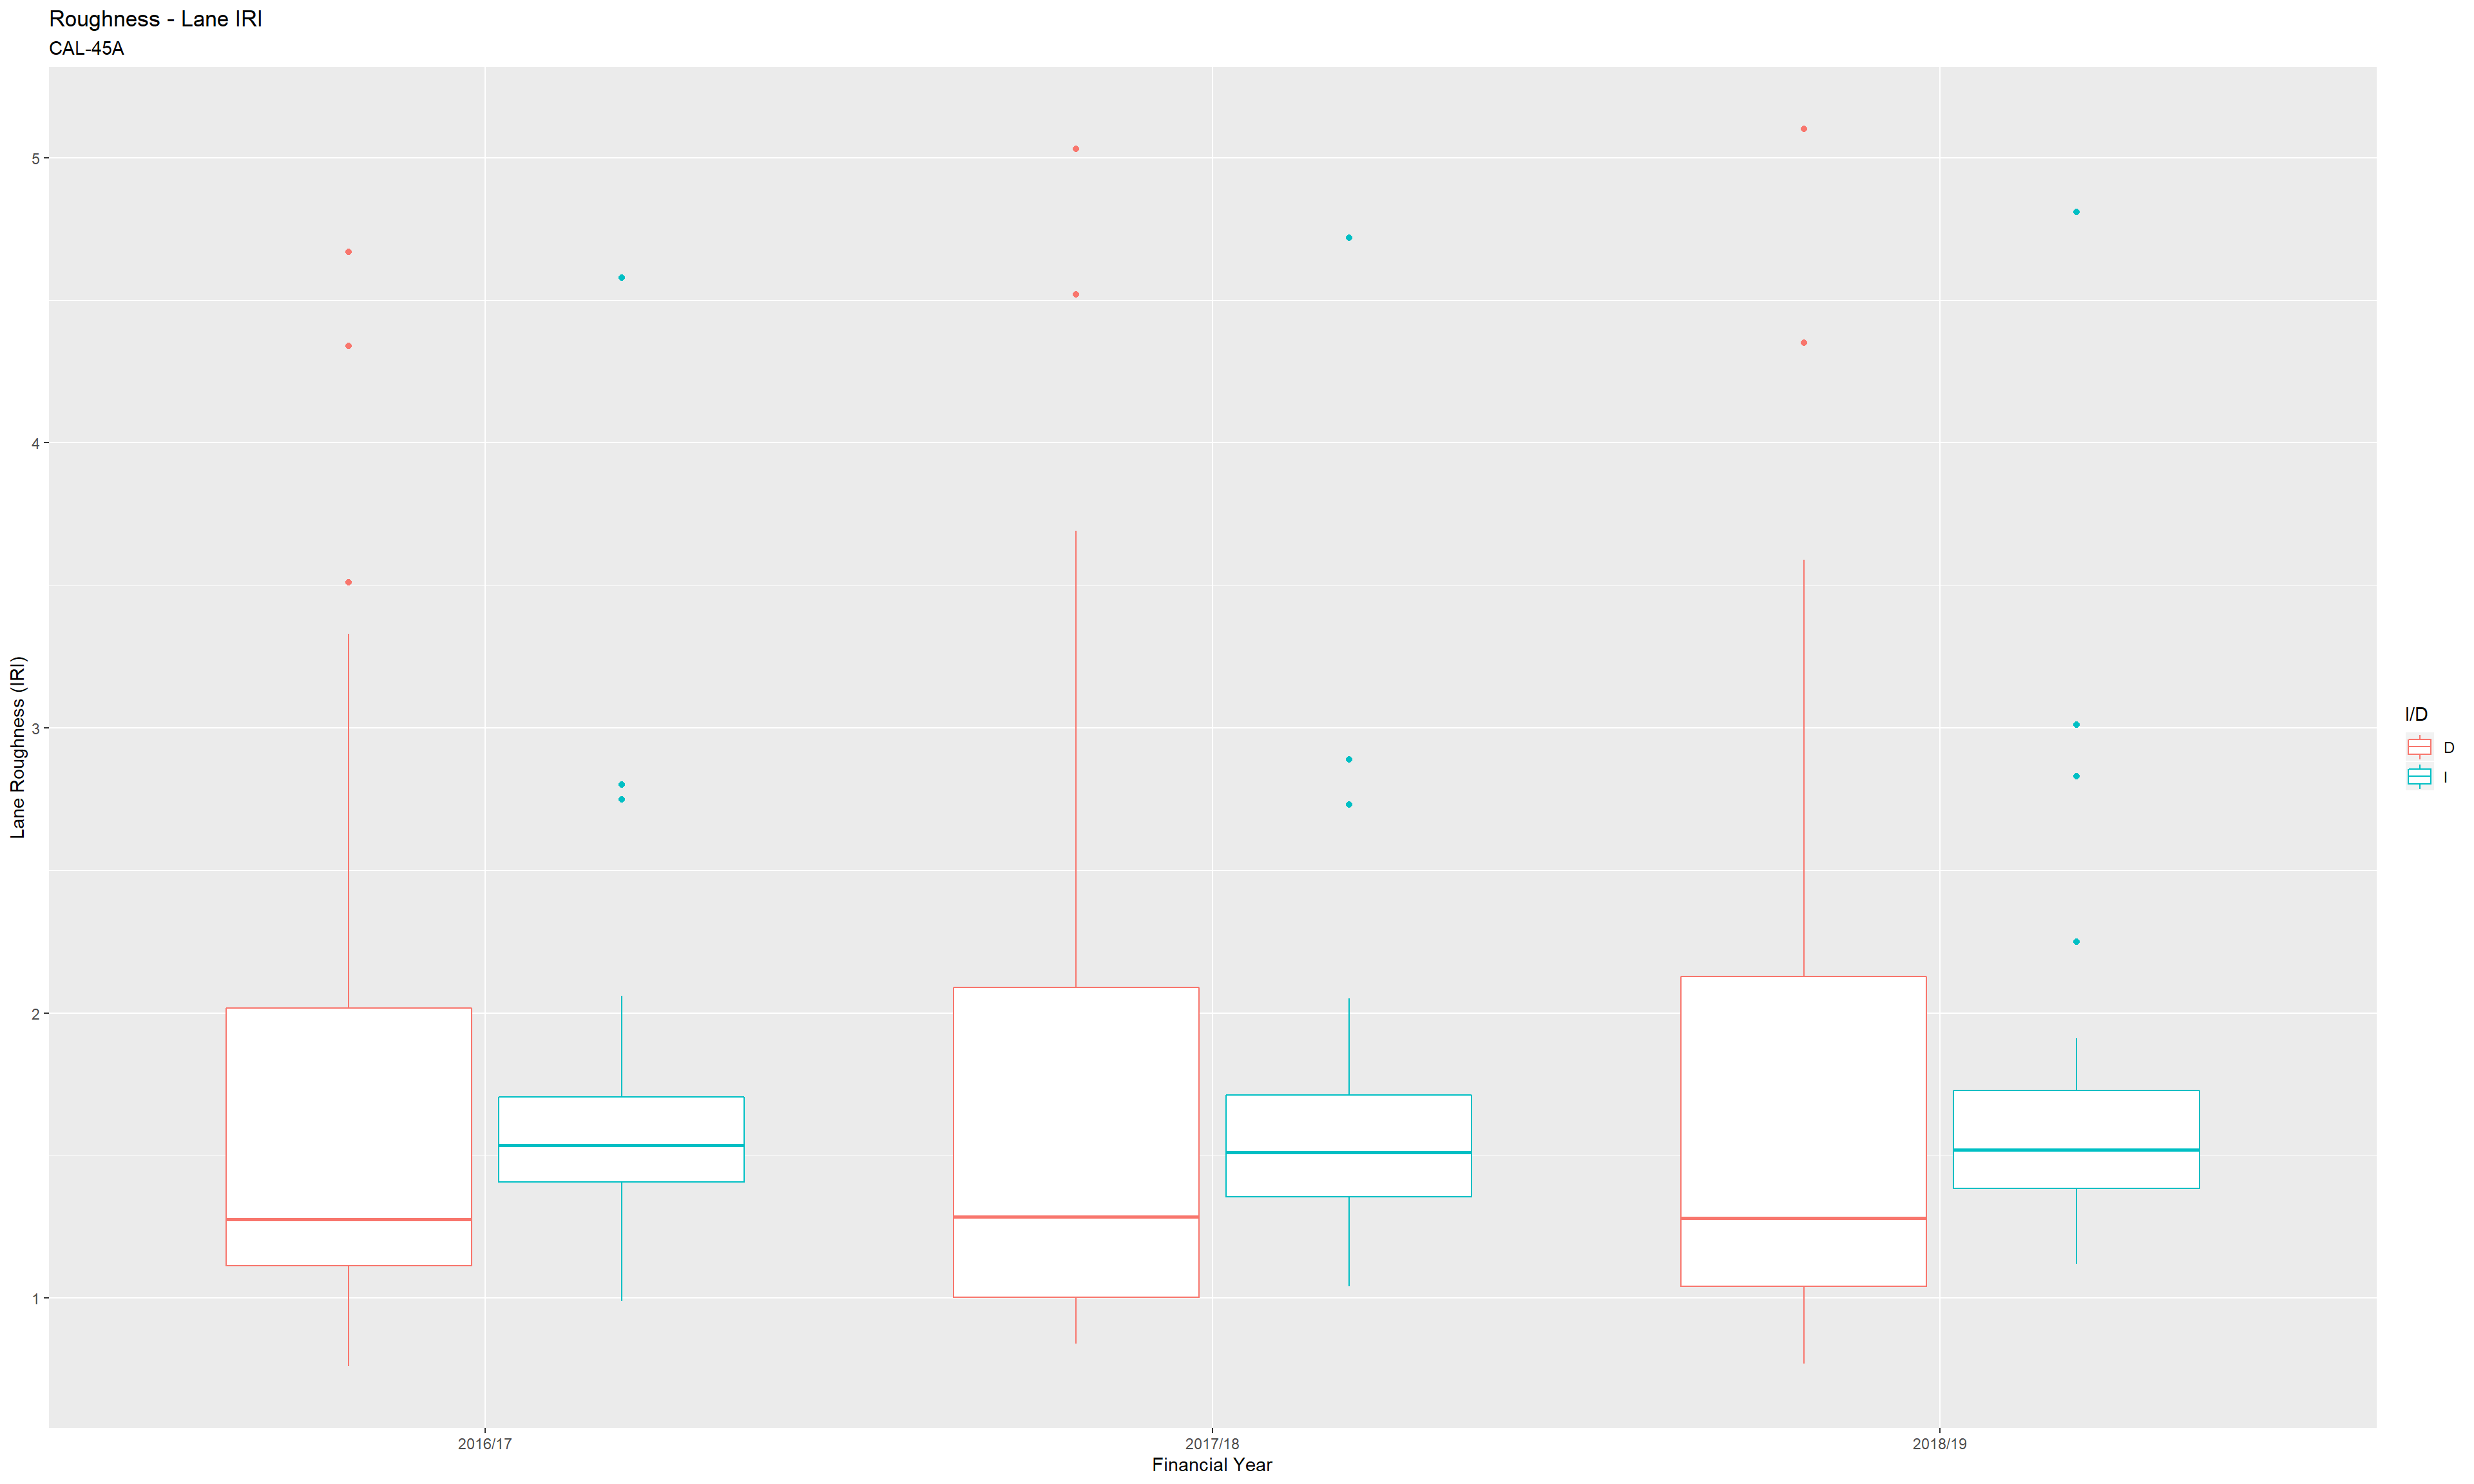 Roughness - Lane IRI
CAL-45A
Lane Roughness (IRI)
5
4
3
2
1
2016/17
2017/18
2018/19
Financial Year
I/D
D
I